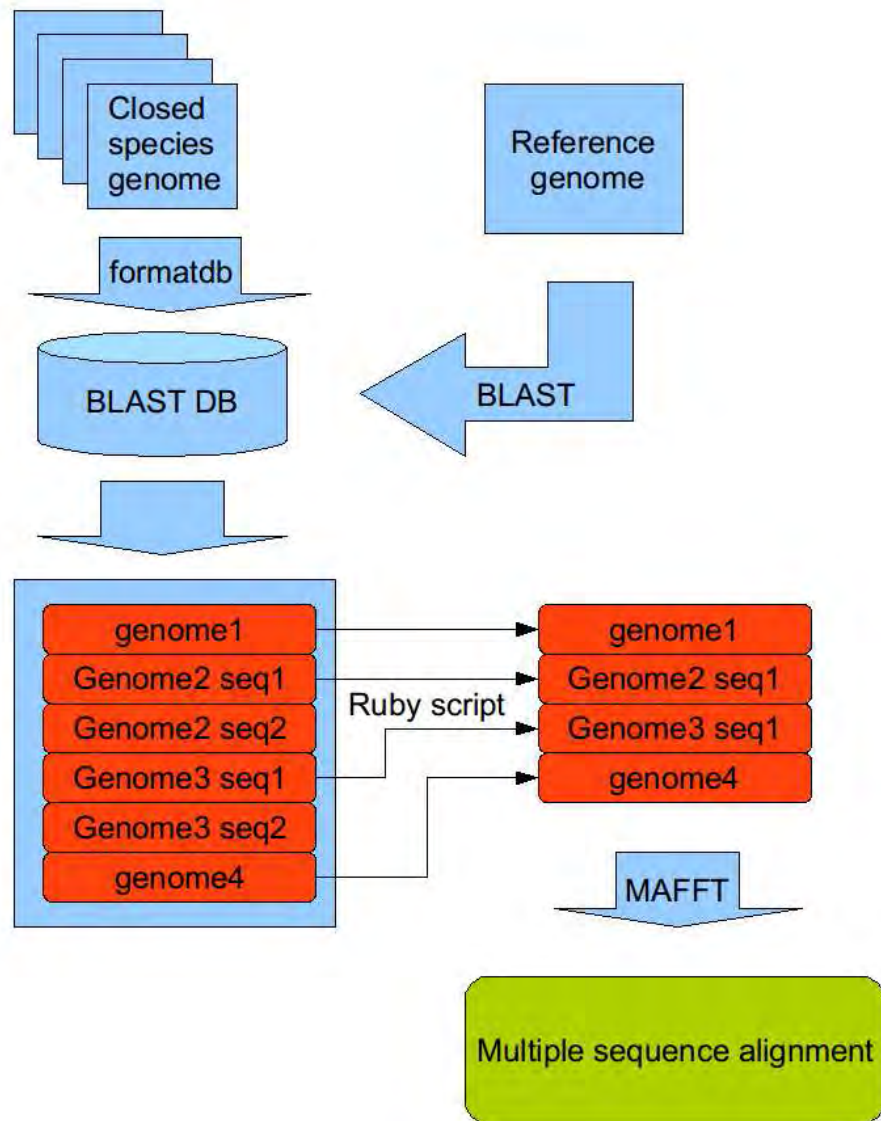 Closed
species
genome
Reference
genome
formatdb
BLAST DB
BLAST
genome1
Genome2 seq1
Genome2 seq2
Genome3 seq1
Genome3 seq2
genome4
Ruby script
genome1
Genome2 seq1
Genome3 seq1
genome4
MAFFT
Multiple sequence alignment